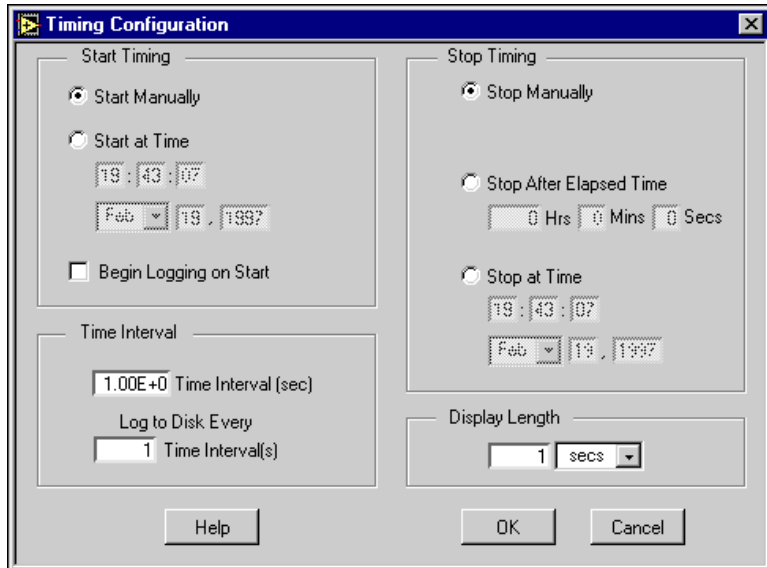 Timing Configuration
Start Timing
Start Manually
Start at Time
19 : 43 : 07
Feb 19 , 1997
Begin Logging on Start
Time Interval
1.00E+0 Time Interval (sec)
Log to Disk Every
1 Time Interval(s)
Stop Timing
Stop Manually
Stop After Elapsed Time
0 Hrs 0 Mins 0 Secs
Stop at Time
19 : 43 : 07
Feb 19 , 1997
Display Length
1 secs
Help
OK
Cancel